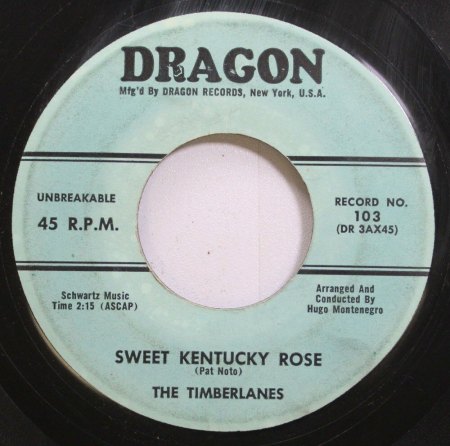 DRAGON
Mfg'd By DRAGON RECORDS, New York, U.S.A.
UNBREAKABLE
45 R.P.M.
RECORD NO.
103
(DR 3AX45)
Schwartz Music
Time 2:15 (ASCAP)
Arranged And
Conducted By
Hugo Montenegro
SWEET KENTUCKY ROSE
(Pat Noto)
THE TIMBERLANES